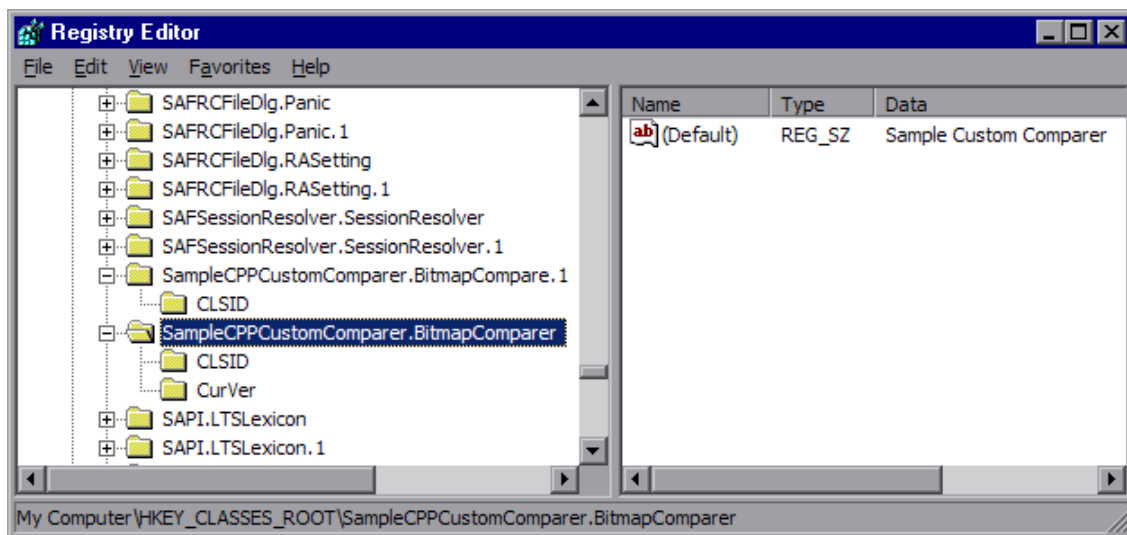 Registry Editor
File Edit View Favorites Help
SAFRCFileDlg.Panic
SAFRCFileDlg.Panic.1
SAFRCFileDlg.RASetting
SAFRCFileDlg.RASetting.1
SAFSessionResolver.SessionResolver
SAFSessionResolver.SessionResolver.1
SampleCPPCustomComparer.BitmapCompare.1
CLSID
SampleCPPCustomComparer.BitmapComparer
CLSID
CurVer
SAPI.LTSLexicon
SAPI.LTSLexicon.1
Name Type Data
ab (Default) REG_SZ Sample Custom Comparer
My Computer\HKEY_CLASSES_ROOT\SampleCPPCustomComparer.BitmapComparer